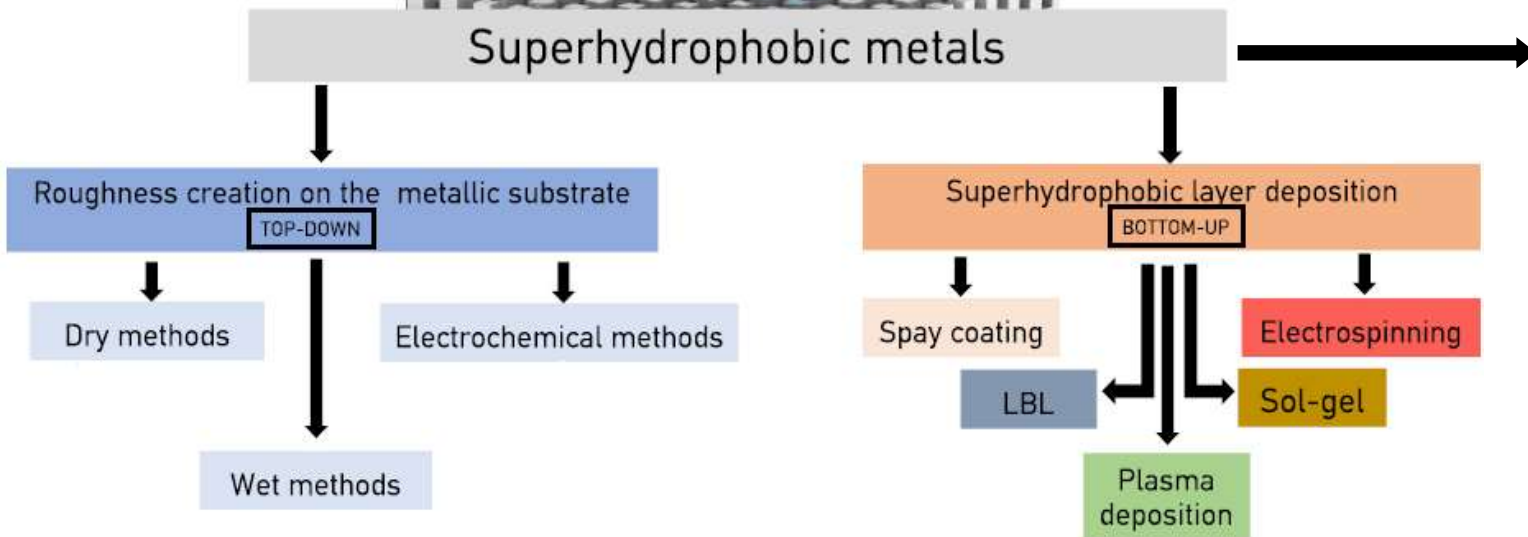 Superhydrophobic metals
Roughness creation on the metallic substrate
TOP-DOWN
Superhydrophobic layer deposition
BOTTOM-UP
Dry methods
Electrochemical methods
Wet methods
Spay coating
Electrospinning
LBL
Sol-gel
Plasma
deposition